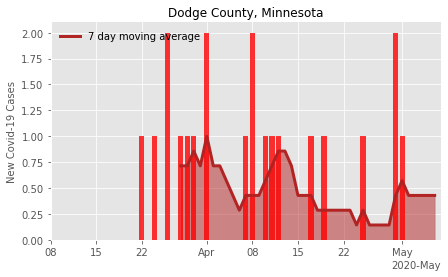 Dodge County, Minnesota
7 day moving average
New Covid-19 Cases
2.00
1.75
1.50
1.25
1.00
0.75
0.50
0.25
0.00
08 15 22 Apr 08 15 22 May
2020-May